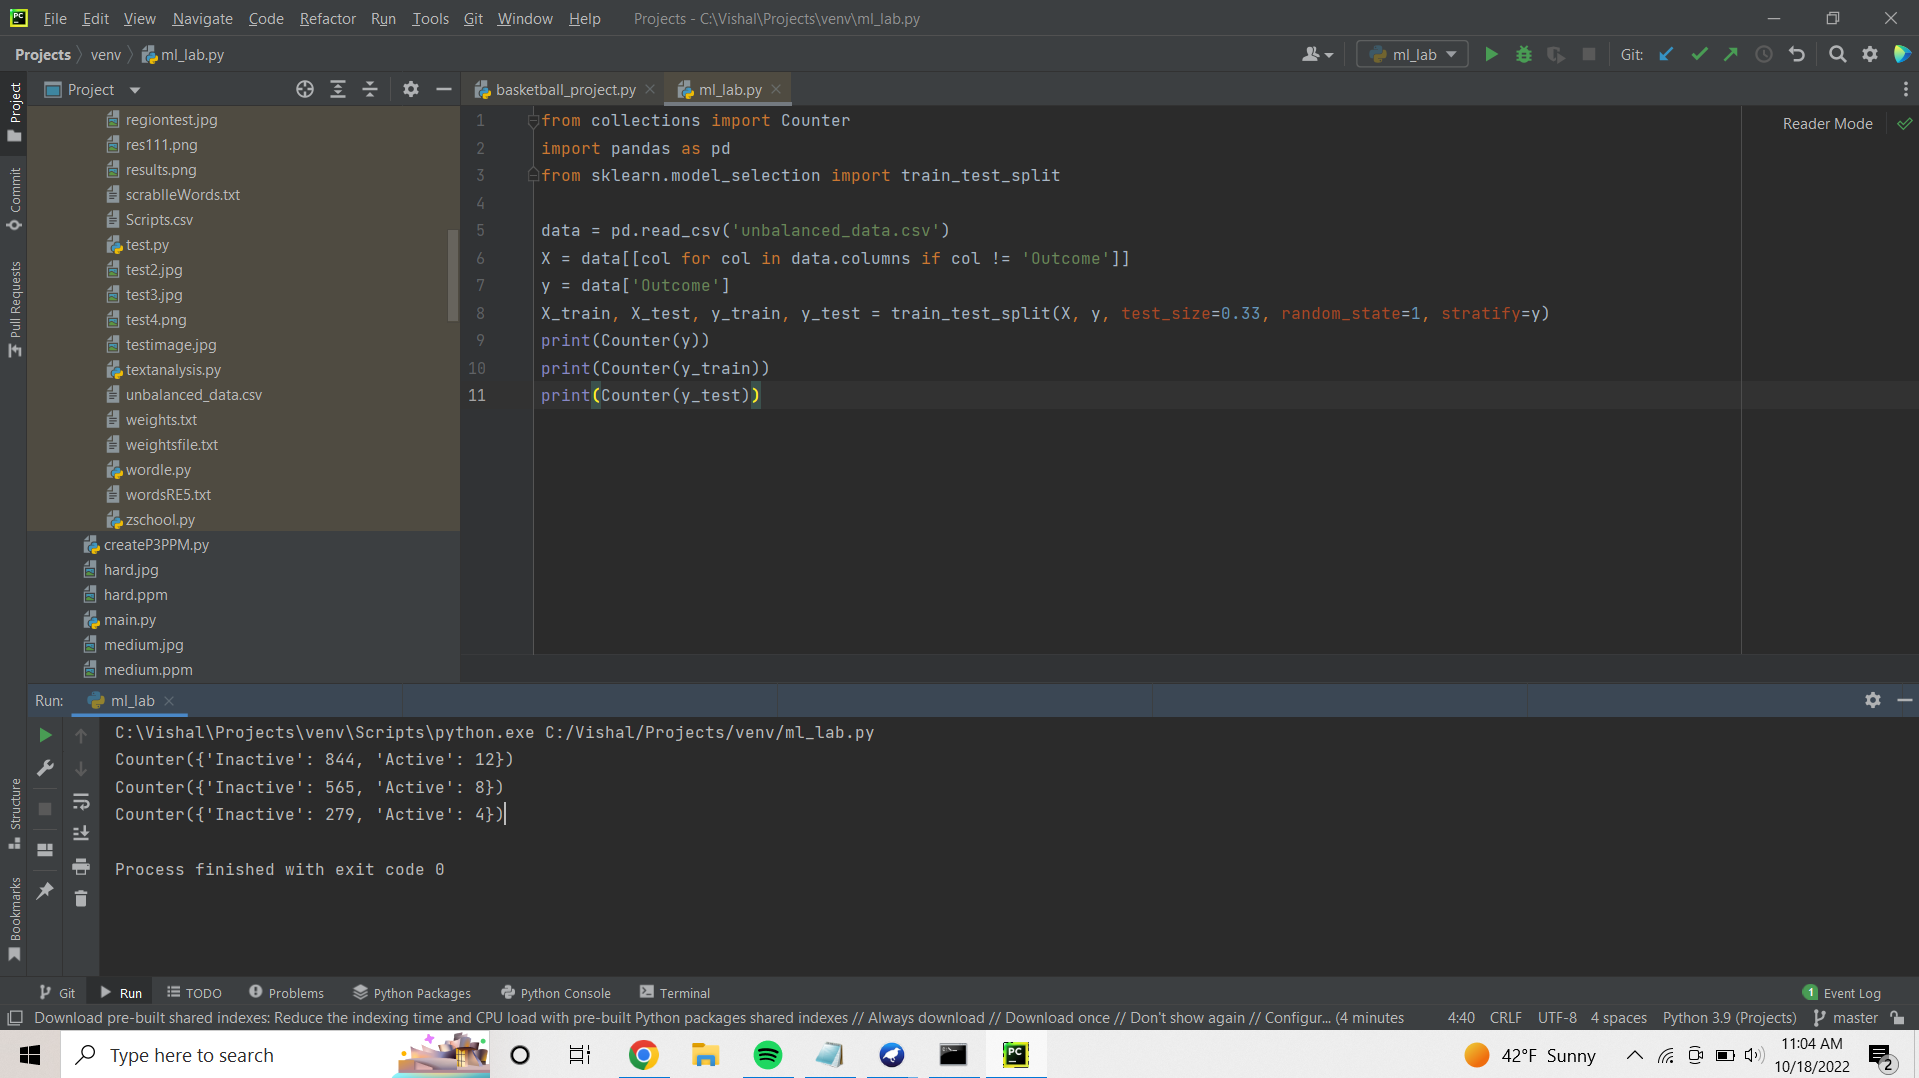 File Edit View Navigate Code Refactor Run Tools Git Window Help Projects - C:\Vishal\Projects\venv\ml_lab.py
Projects venv ml_lab.py ml_lab Git:
Project basketball_project.py ml_lab.py
Project
Commit
Pull Requests
regiontest.jpg
res111.png
results.png
scrablleWords.txt
Scripts.csv
test.py
test2.jpg
test3.jpg
test4.png
testimage.jpg
textanalysis.py
unbalanced_data.csv
weights.txt
weightsfile.txt
wordle.py
wordsRE5.txt
zschool.py
createP3PPM.py
hard.jpg
hard.ppm
main.py
medium.jpg
medium.ppm
Reader Mode
1 from collections import Counter
2 import pandas as pd
3 from sklearn.model_selection import train_test_split
4
5 data = pd.read_csv('unbalanced_data.csv')
6 X = data[[col for col in data.columns if col != 'Outcome']]
7 y = data['Outcome']
8 X_train, X_test, y_train, y_test = train_test_split(X, y, test_size=0.33, random_state=1, stratify=y)
9 print(Counter(y))
10 print(Counter(y_train))
11 print(Counter(y_test))
Run: ml_lab
Structure
Bookmarks
C:\Vishal\Projects\venv\Scripts\python.exe C:/Vishal/Projects/venv/ml_lab.py
Counter({'Inactive': 844, 'Active': 12})
Counter({'Inactive': 565, 'Active': 8})
Counter({'Inactive': 279, 'Active': 4})
Process finished with exit code 0
Git Run TODO Problems Python Packages Python Console Terminal 1 Event Log
Download pre-built shared indexes: Reduce the indexing time and CPU load with pre-built Python packages shared indexes // Always download // Download once // Don't show again // Configur... (4 minutes 4:40 CRLF UTF-8 4 spaces Python 3.9 (Projects) master
Type here to search PC 42°F Sunny 11:04 AM
10/18/2022 2